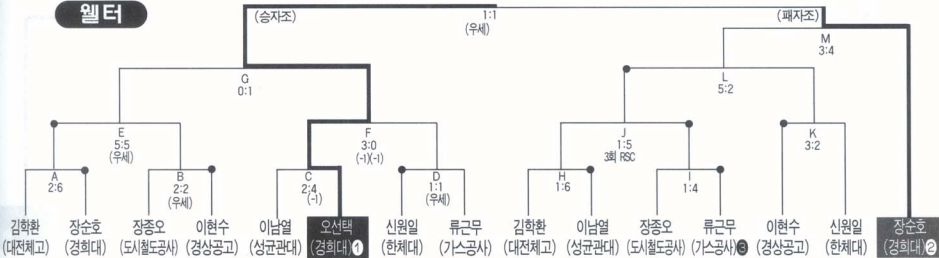 웰터
(승자조)
1:1
(우세)
(패자조)
M
3:4
G
0:1
L
5:2
E
5:5
(우세)
F
3:0
(-1)(-1)
J
1:5
3회 RSC
K
3:2
A
2:6
B
2:2
(우세)
C
2;4
(-1)
D
1:1
(우세)
H
1:6
I
1:4
김학환 장순호 장종오 이현수 이남열 오선택 신원일 류근무 김학환 이남열 장종오 류근무 이현수 신원일 장순호
(대전체고) (경희대) (도시철도공사) (경상공고) (성균관대) (경희대)❶ (한체대) (가스공사) (대전체고) (성균관대) (도시철도공사) (가스공사)❸ (경상공고) (한체대) (경희대)❷